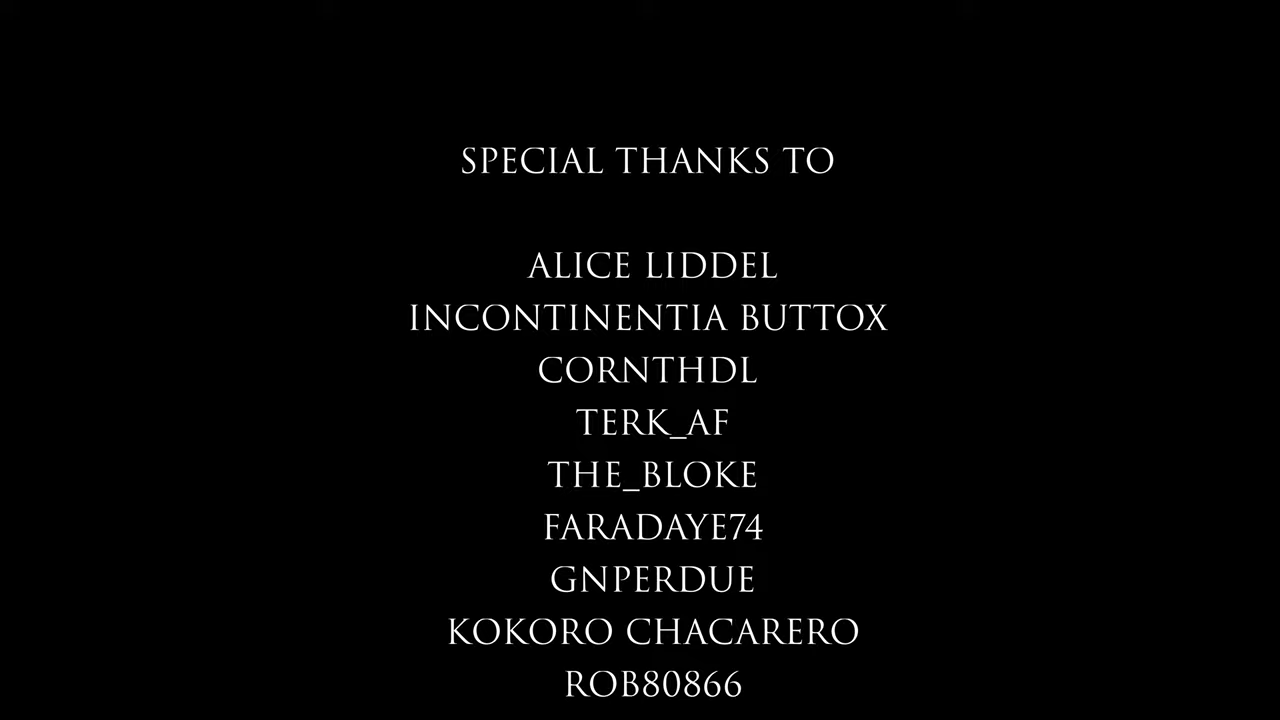 SPECIAL THANKS TO
ALICE LIDDEL
INCONTINENTIA BUTTOX
CORNTHDL
TERK_AF
THE_BLOKE
FARADAYE74
GNPERDUE
KOKORO CHACARERO
ROB80866